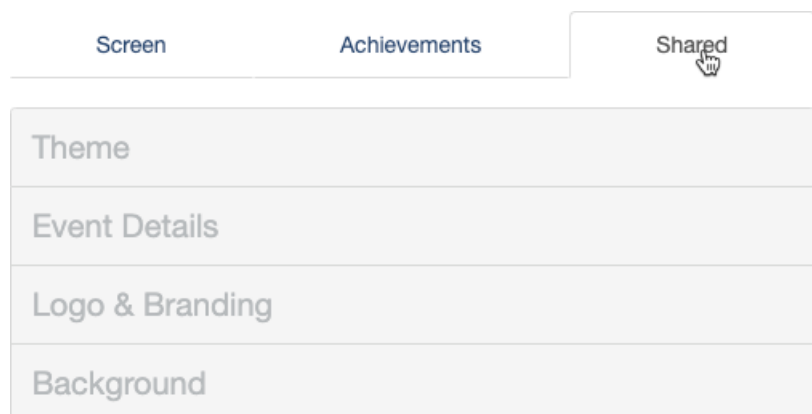 Screen Achievements Shared
Theme
Event Details
Logo & Branding
Background